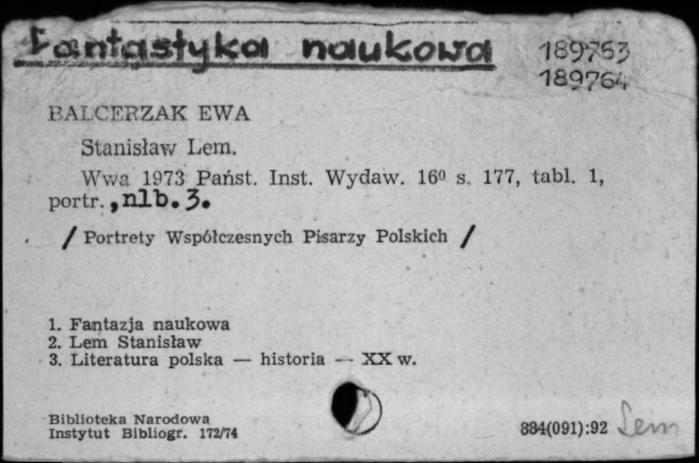 Fantastyka naukowa
189763
189764
BALCERZAK EWA
Stanisław Lem.
Wwa 1973 Państ. Inst. Wydaw. 16⁰ s. 177, tabl. 1,
portr., nlb. 3.
/ Portrety Współczesnych Pisarzy Polskich /
1. Fantazja naukowa
2. Lem Stanisław
3. Literatura polska — historia — XX w.
Biblioteka Narodowa
Instytut Bibliogr. 172/74
884(091):92 Lem